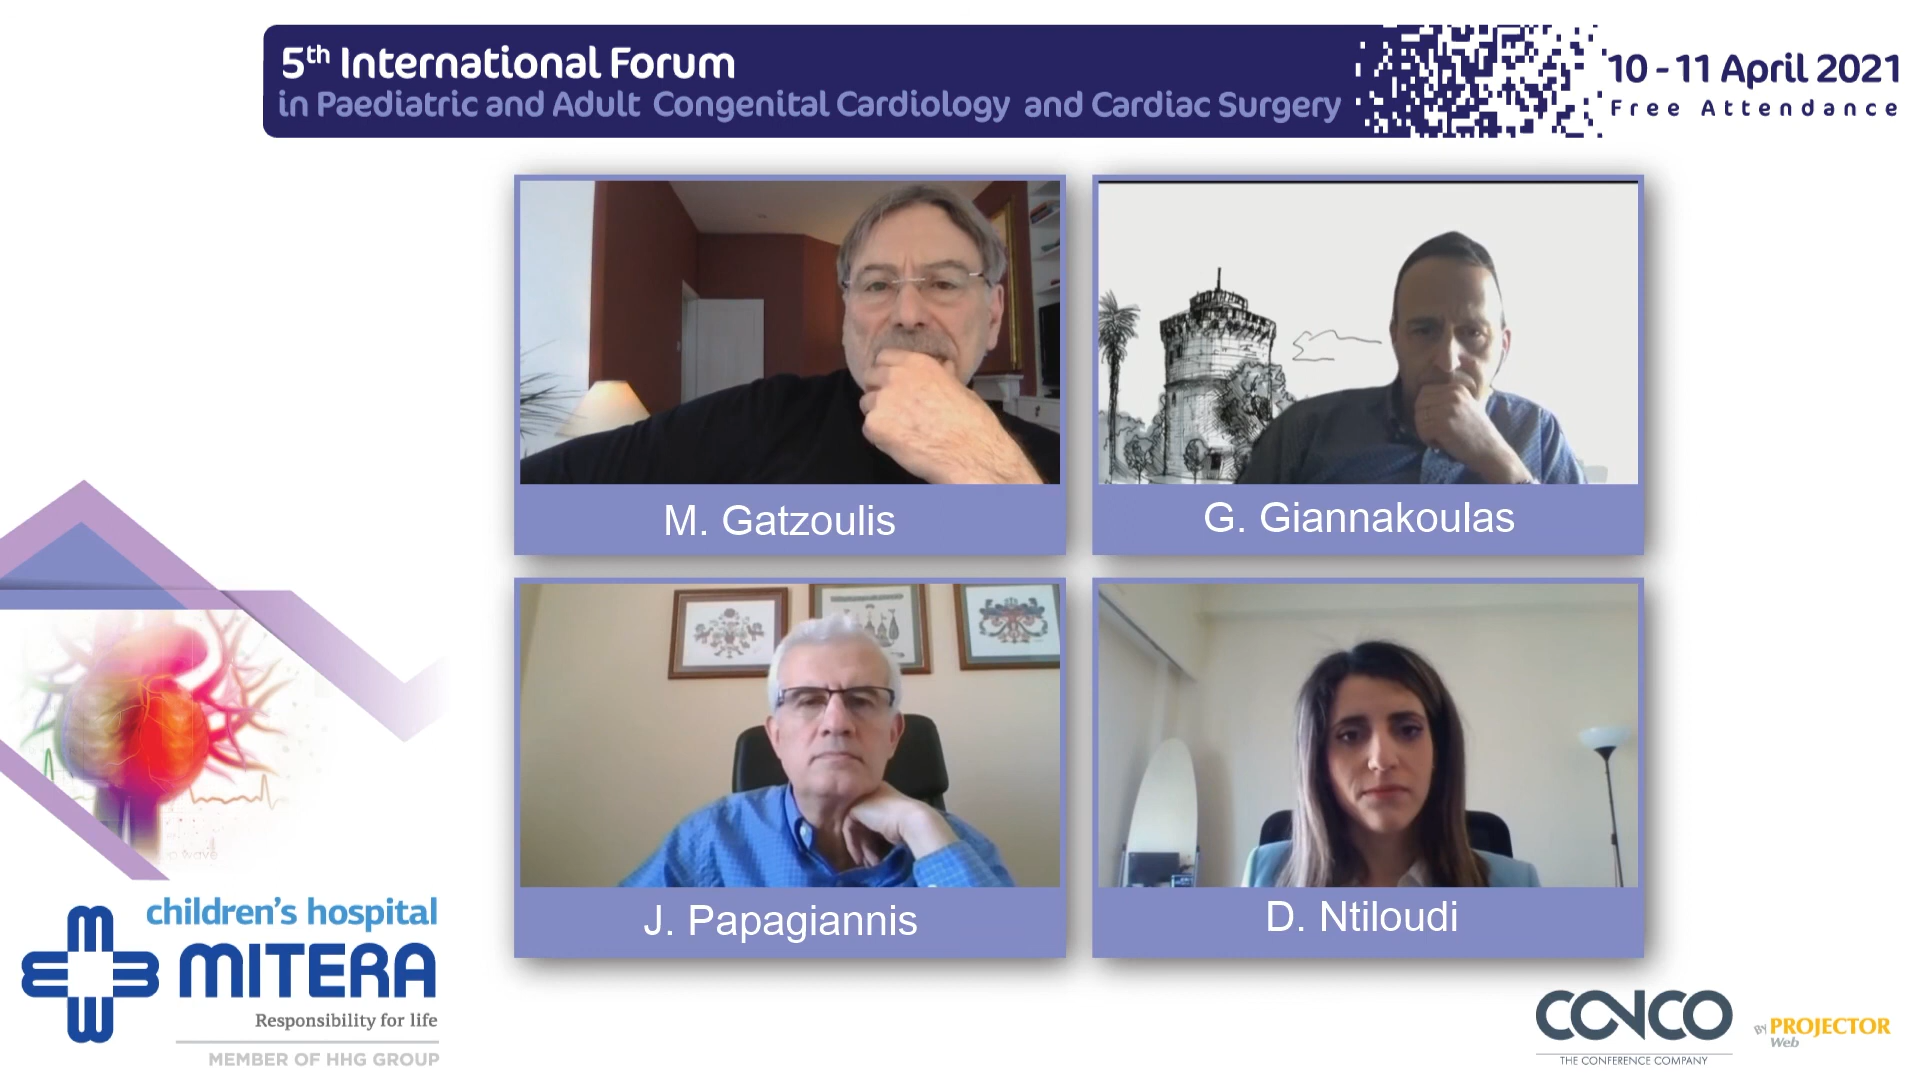 5th International Forum
in Paediatric and Adult Congenital Cardiology and Cardiac Surgery
10 - 11 April 2021
Free Attendance
M. Gatzoulis
G. Giannakoulas
J. Papagiannis
D. Ntiloudi
p wave
children's hospital
MITERA
Responsibility for life
MEMBER OF HHG GROUP
CONCO
THE CONFERENCE COMPANY
BY PROJECTOR
Web